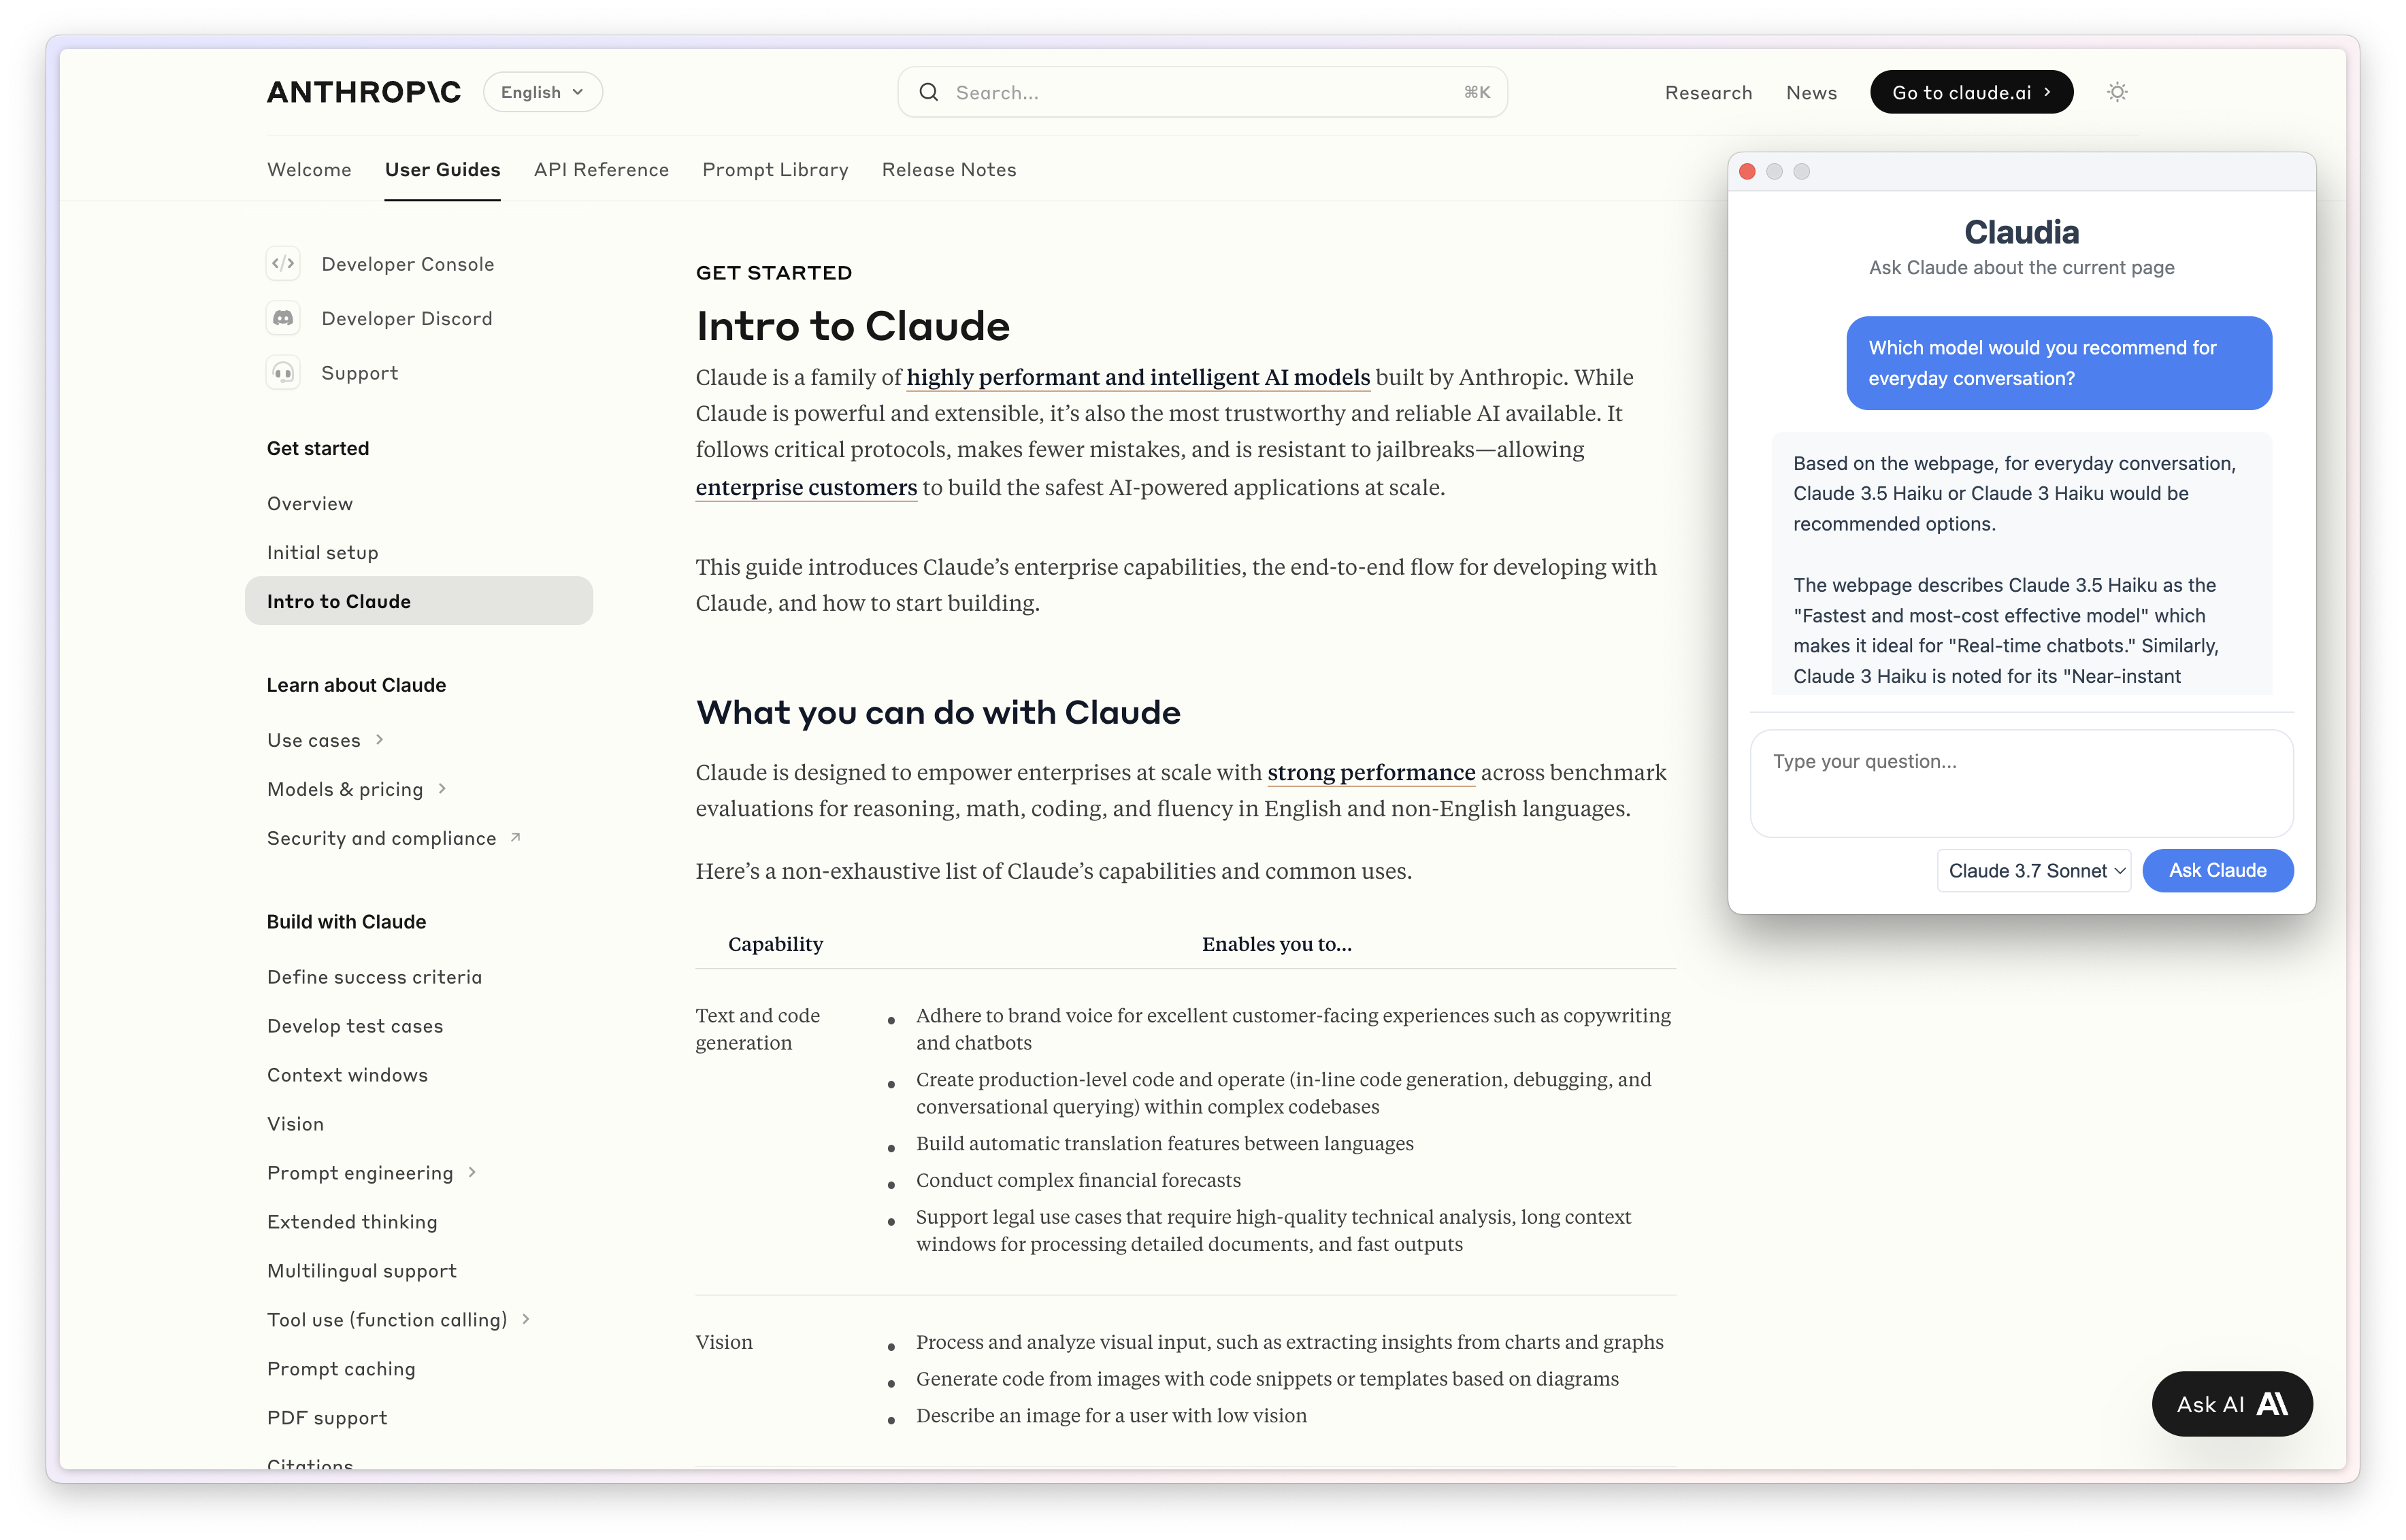 ANTHROP\C
English
Search...
⌘K
Research
News
Go to claude.ai
Welcome
User Guides
API Reference
Prompt Library
Release Notes
Developer Console
Developer Discord
Support
Get started
Overview
Initial setup
Intro to Claude
Learn about Claude
Use cases
Models & pricing
Security and compliance
Build with Claude
Define success criteria
Develop test cases
Context windows
Vision
Prompt engineering
Extended thinking
Multilingual support
Tool use (function calling)
Prompt caching
PDF support
Citations
GET STARTED
Intro to Claude
Claude is a family of highly performant and intelligent AI models built by Anthropic. While
Claude is powerful and extensible, it’s also the most trustworthy and reliable AI available. It
follows critical protocols, makes fewer mistakes, and is resistant to jailbreaks—allowing
enterprise customers to build the safest AI-powered applications at scale.
This guide introduces Claude’s enterprise capabilities, the end-to-end flow for developing with
Claude, and how to start building.
What you can do with Claude
Claude is designed to empower enterprises at scale with strong performance across benchmark
evaluations for reasoning, math, coding, and fluency in English and non-English languages.
Here’s a non-exhaustive list of Claude’s capabilities and common uses.
Capability
Enables you to…
Text and code
generation
Adhere to brand voice for excellent customer-facing experiences such as copywriting
and chatbots
Create production-level code and operate (in-line code generation, debugging, and
conversational querying) within complex codebases
Build automatic translation features between languages
Conduct complex financial forecasts
Support legal use cases that require high-quality technical analysis, long context
windows for processing detailed documents, and fast outputs
Vision
Process and analyze visual input, such as extracting insights from charts and graphs
Generate code from images with code snippets or templates based on diagrams
Describe an image for a user with low vision
Claudia
Ask Claude about the current page
Which model would you recommend for
everyday conversation?
Based on the webpage, for everyday conversation,
Claude 3.5 Haiku or Claude 3 Haiku would be
recommended options.
The webpage describes Claude 3.5 Haiku as the
"Fastest and most-cost effective model" which
makes it ideal for "Real-time chatbots." Similarly,
Claude 3 Haiku is noted for its "Near-instant
Type your question...
Claude 3.7 Sonnet
Ask Claude
Ask AI A\